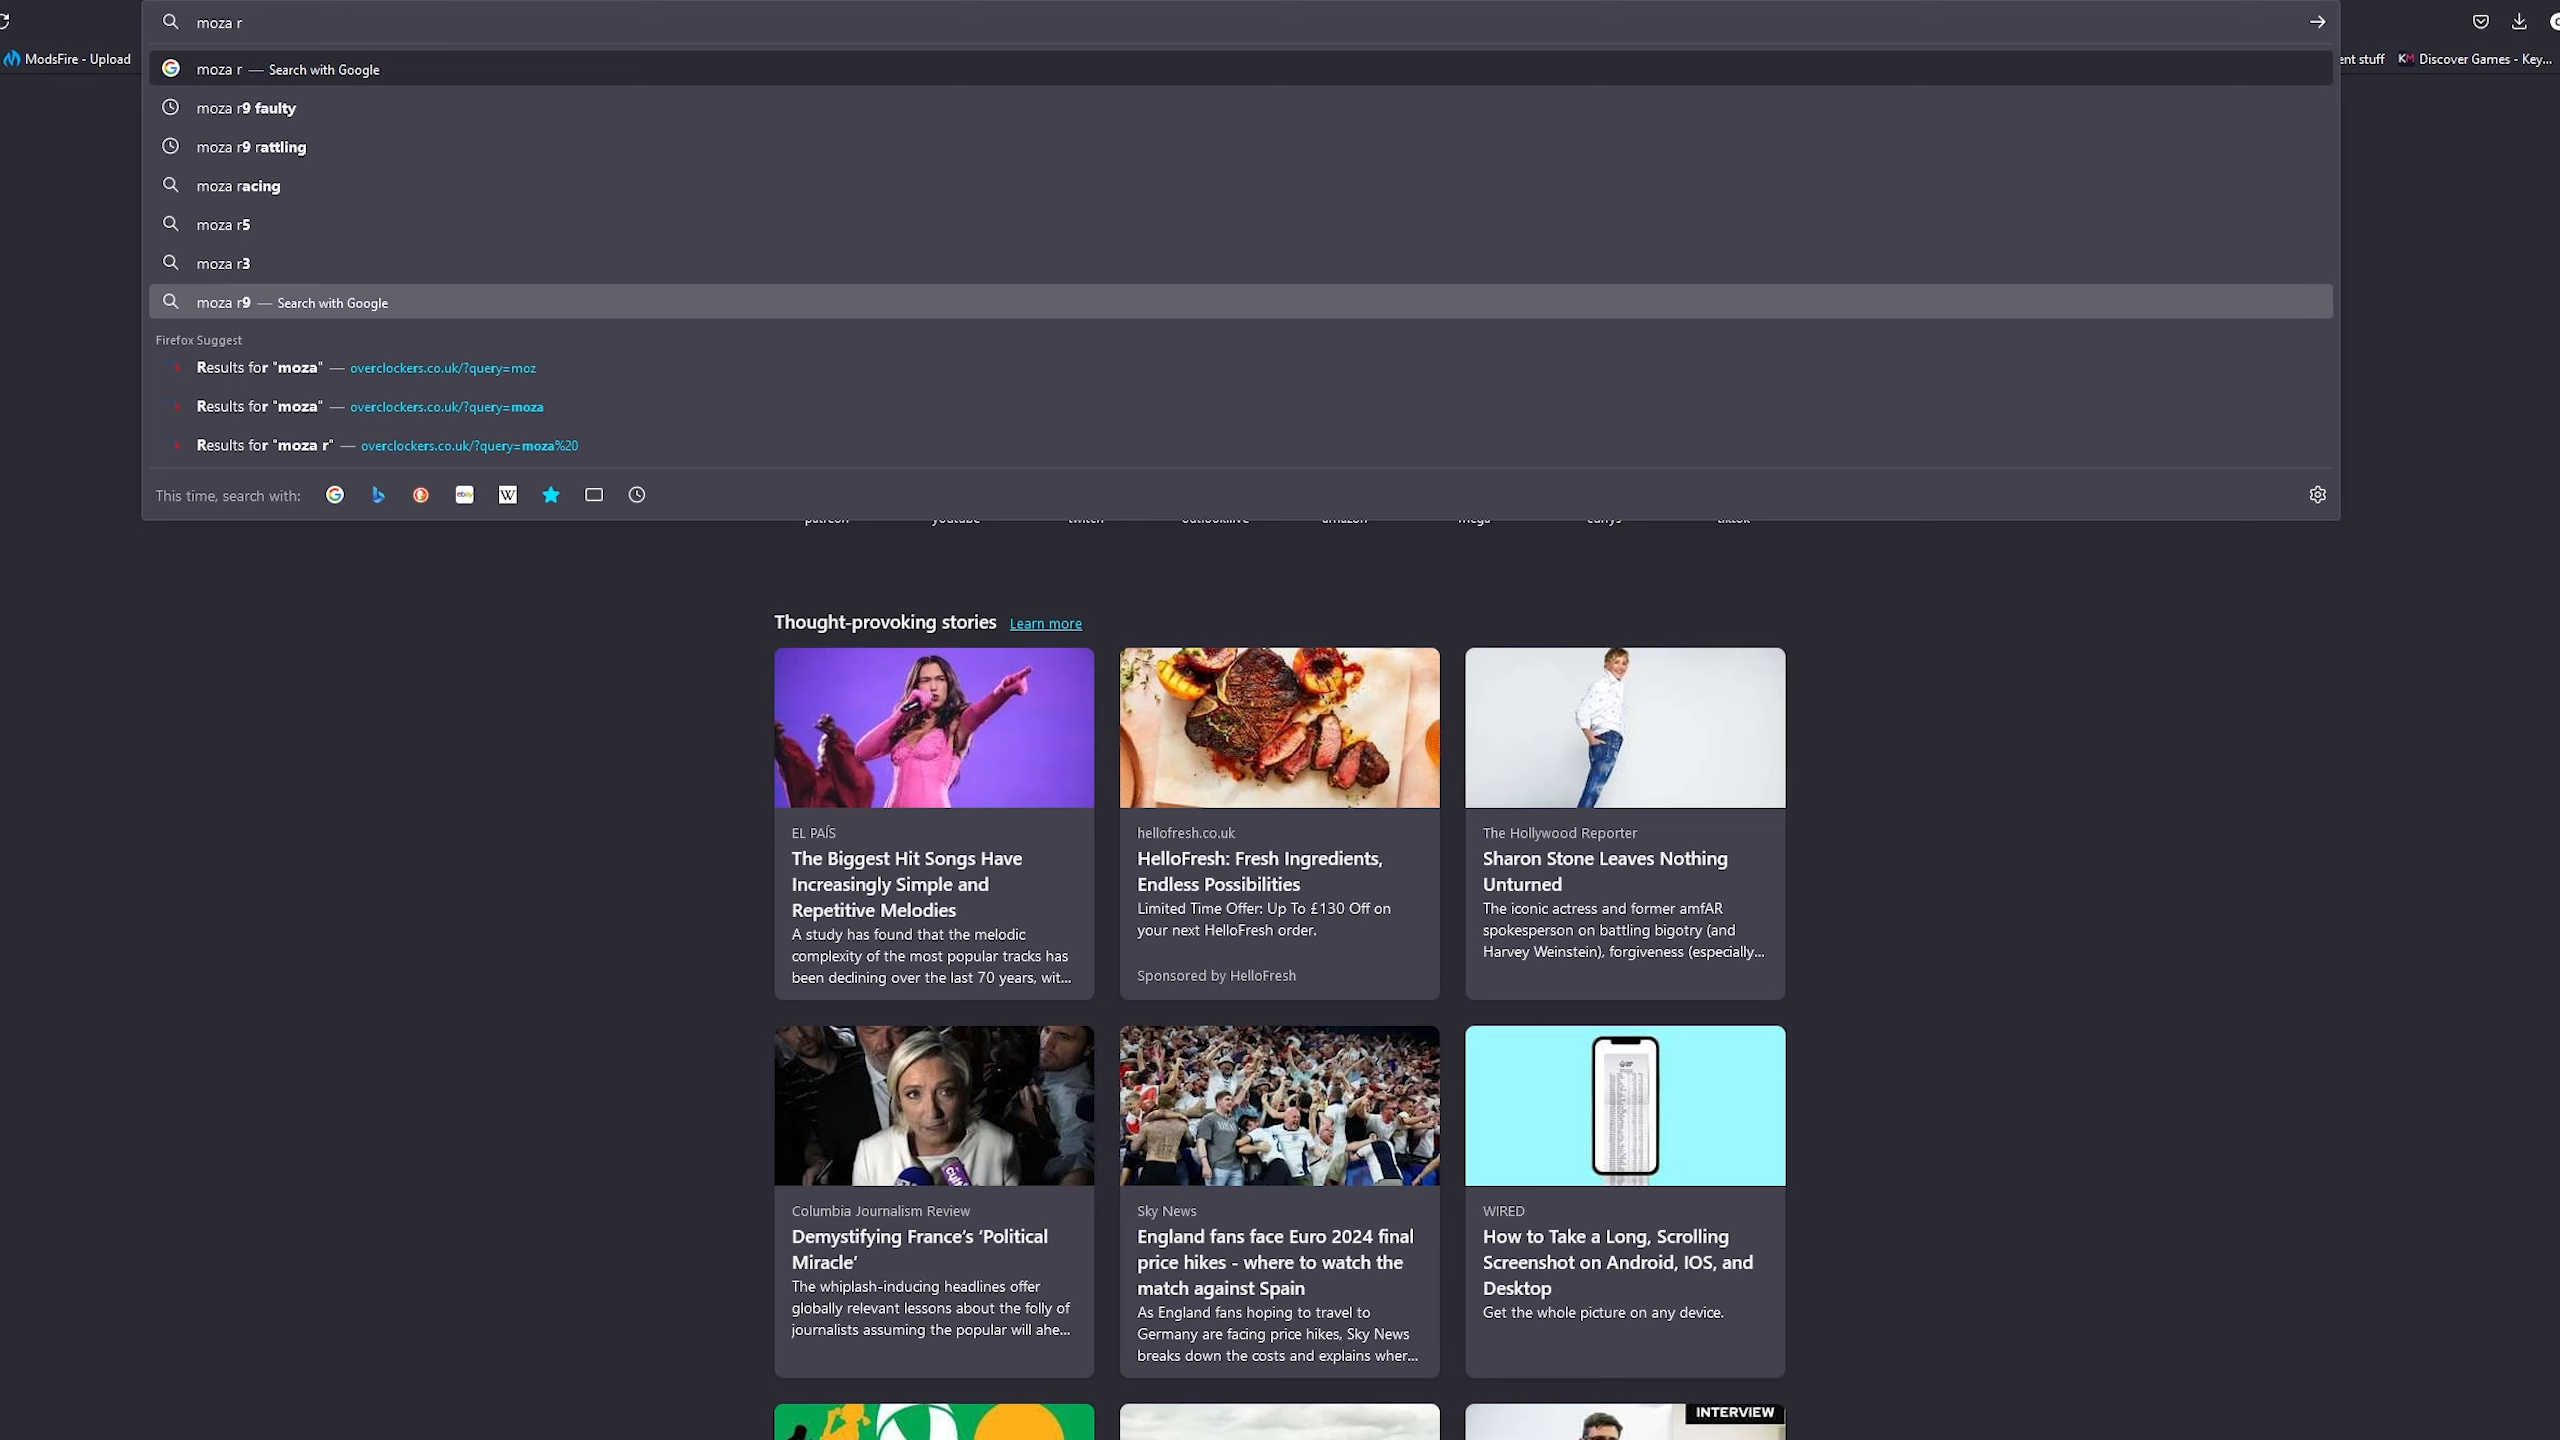 moza r
ModsFire - Upload
ent stuff
Discover Games - Key...
moza r — Search with Google
moza r9 faulty
moza r9 rattling
moza racing
moza r5
moza r3
moza r9 — Search with Google
Firefox Suggest
Results for "moza" — overclockers.co.uk/?query=moz
Results for "moza" — overclockers.co.uk/?query=moza
Results for "moza r" — overclockers.co.uk/?query=moza%20
This time, search with:
patreon youtube twitch outlooklive amazon mega currys tiktok
Thought-provoking stories Learn more
EL PAÍS
The Biggest Hit Songs Have
Increasingly Simple and
Repetitive Melodies
A study has found that the melodic
complexity of the most popular tracks has
been declining over the last 70 years, wit...
hellofresh.co.uk
HelloFresh: Fresh Ingredients,
Endless Possibilities
Limited Time Offer: Up To £130 Off on
your next HelloFresh order.
Sponsored by HelloFresh
The Hollywood Reporter
Sharon Stone Leaves Nothing
Unturned
The iconic actress and former amfAR
spokesperson on battling bigotry (and
Harvey Weinstein), forgiveness (especially...
Columbia Journalism Review
Demystifying France’s ‘Political
Miracle’
The whiplash-inducing headlines offer
globally relevant lessons about the folly of
journalists assuming the popular will ahe...
Sky News
England fans face Euro 2024 final
price hikes - where to watch the
match against Spain
As England fans hoping to travel to
Germany are facing price hikes, Sky News
breaks down the costs and explains wher...
WIRED
How to Take a Long, Scrolling
Screenshot on Android, IOS, and
Desktop
Get the whole picture on any device.
INTERVIEW